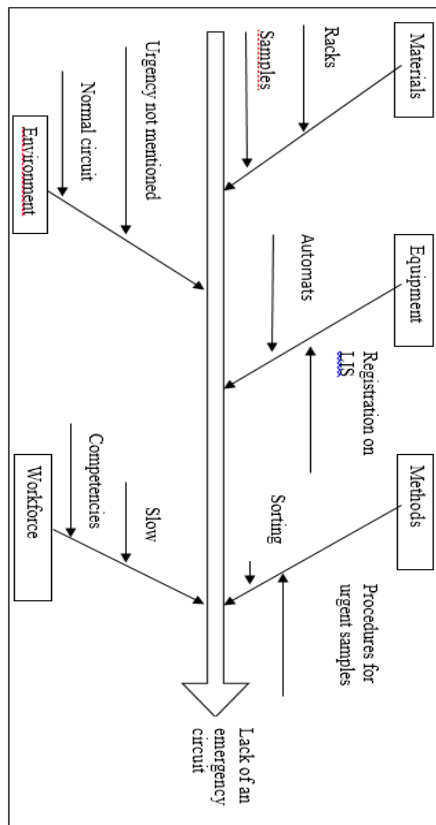 Materials
Equipment
Methods
Racks
Samples
Automats
Registration on
LIS
Sorting
Procedures for
urgent samples
Lack of an
emergency
circuit
Urgency not mentioned
Normal circuit
Slow
Competencies
Environment
Workforce